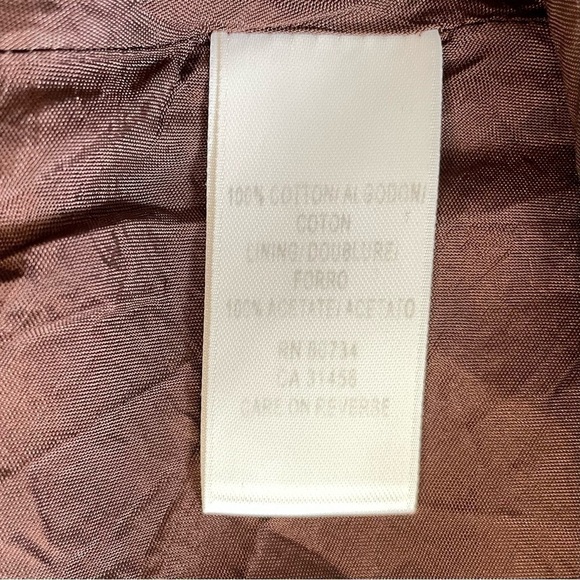 100% COTTON/ALGODON/
COTON
LINING/DOUBLURE/
FORRO
100% ACETATE/ACETATO
RN 80734
CA 31456
CARE ON REVERSE